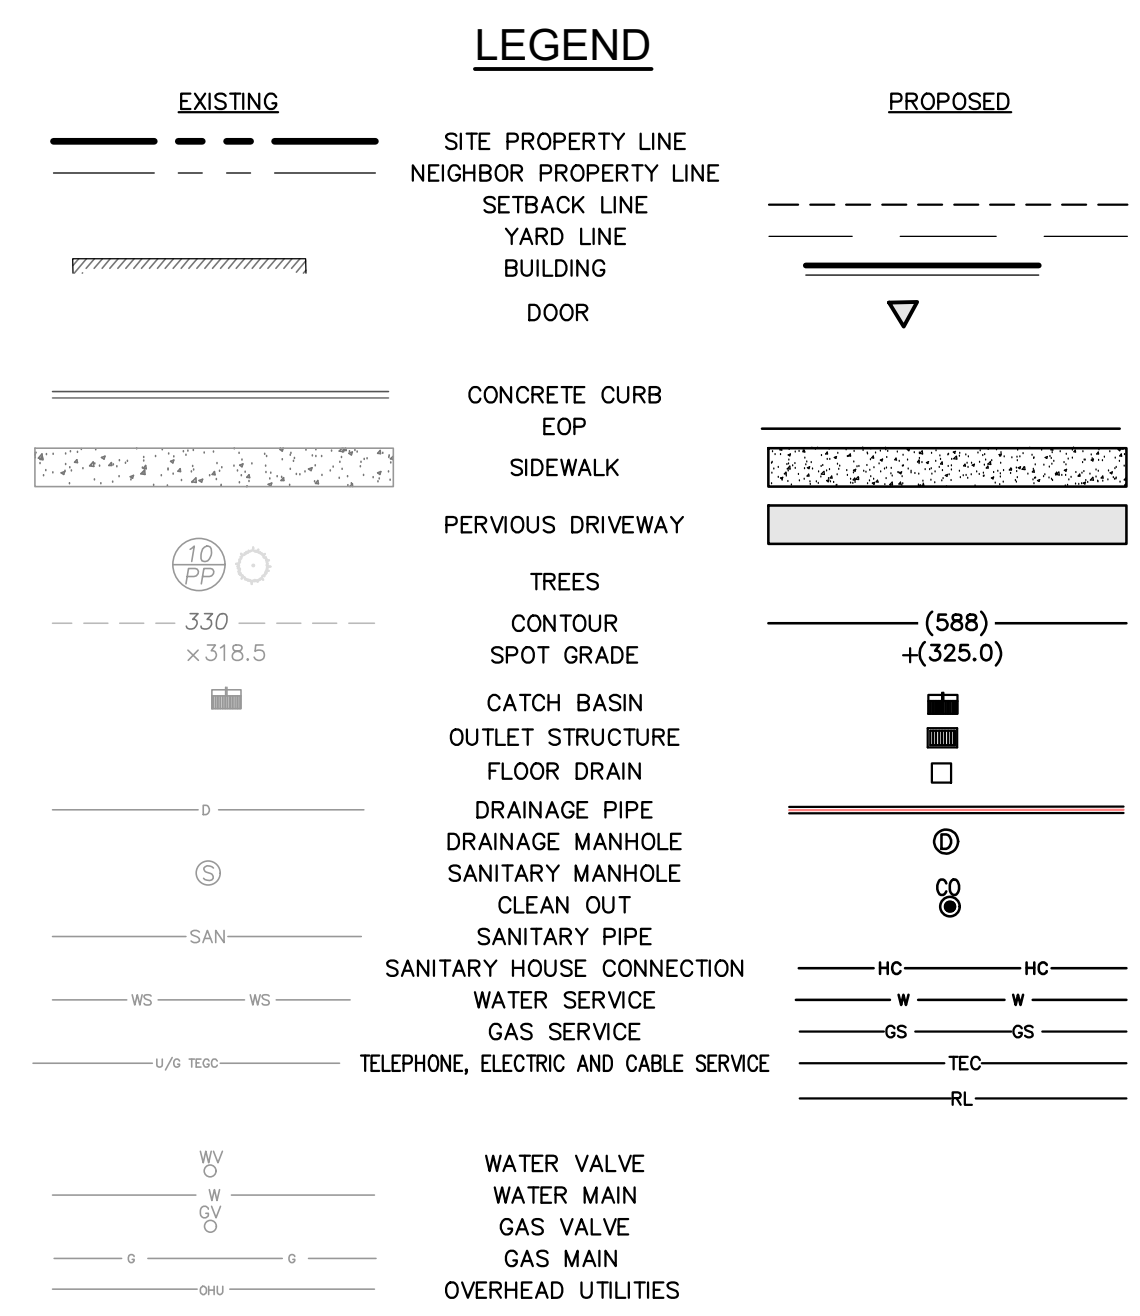 LEGEND
EXISTING PROPOSED
SITE PROPERTY LINE
NEIGHBOR PROPERTY LINE
SETBACK LINE
YARD LINE
BUILDING
DOOR
CONCRETE CURB
EOP
SIDEWALK
PERVIOUS DRIVEWAY
10
PP
TREES
330 CONTOUR (588)
×318.5 SPOT GRADE +(325.0)
CATCH BASIN
OUTLET STRUCTURE
FLOOR DRAIN
D DRAINAGE PIPE
DRAINAGE MANHOLE D
S SANITARY MANHOLE
CO
CLEAN OUT
SAN SANITARY PIPE
SANITARY HOUSE CONNECTION HC HC
WS WS WATER SERVICE W W
GAS SERVICE GS GS
U/G TEGC TELEPHONE, ELECTRIC AND CABLE SERVICE TEC
RL
WV
WATER VALVE
W WATER MAIN
GV
GAS VALVE
G G GAS MAIN
OHU OVERHEAD UTILITIES